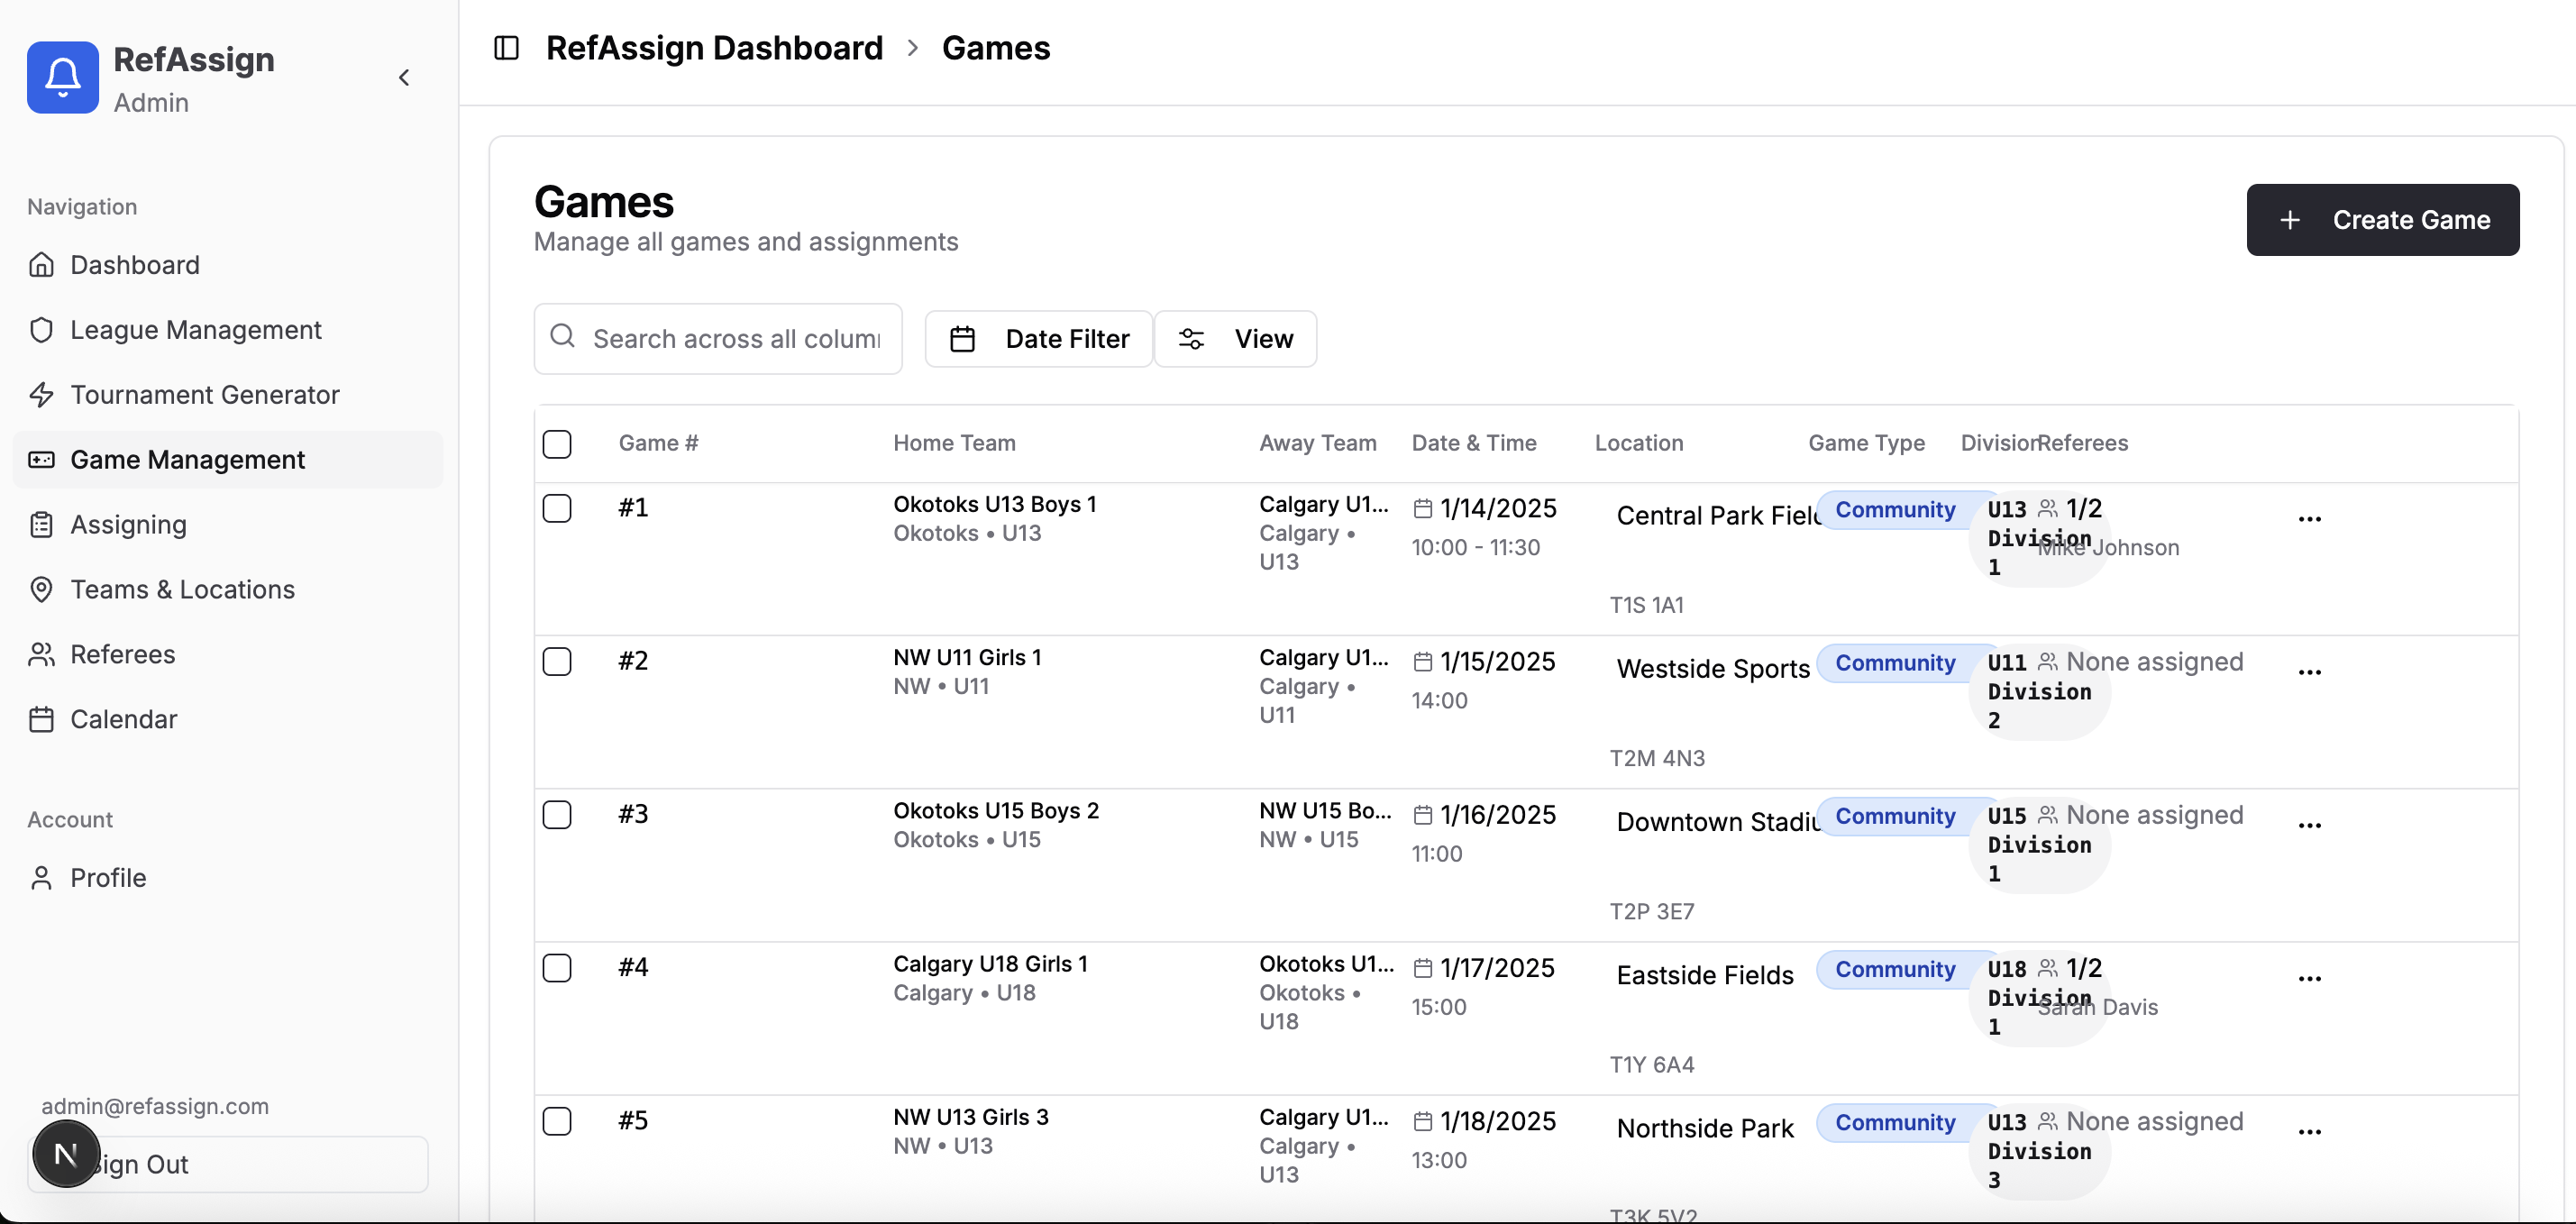 RefAssign
Admin
Navigation
Dashboard
League Management
Tournament Generator
Game Management
Assigning
Teams & Locations
Referees
Calendar
Account
Profile
admin@refassign.com
N
ign Out
RefAssign Dashboard > Games
Games
Manage all games and assignments
+ Create Game
Search across all column
Date Filter
View
Game # Home Team Away Team Date & Time Location Game Type Division Referees
#1 Okotoks U13 Boys 1 Calgary U1... 1/14/2025 Central Park Field Community U13 1/2 ...
Okotoks • U13 Calgary • 10:00 - 11:30 Division Mike Johnson
U13 1
T1S 1A1
#2 NW U11 Girls 1 Calgary U1... 1/15/2025 Westside Sports Community U11 None assigned ...
NW • U11 Calgary • 14:00 Division
U11 2
T2M 4N3
#3 Okotoks U15 Boys 2 NW U15 Bo... 1/16/2025 Downtown Stadiu Community U15 None assigned ...
Okotoks • U15 NW • U15 11:00 Division
1
T2P 3E7
#4 Calgary U18 Girls 1 Okotoks U1... 1/17/2025 Eastside Fields Community U18 1/2 ...
Calgary • U18 Okotoks • 15:00 Division Sarah Davis
U18 1
T1Y 6A4
#5 NW U13 Girls 3 Calgary U1... 1/18/2025 Northside Park Community U13 None assigned ...
NW • U13 Calgary • 13:00 Division
U13 3
T3K 5V2